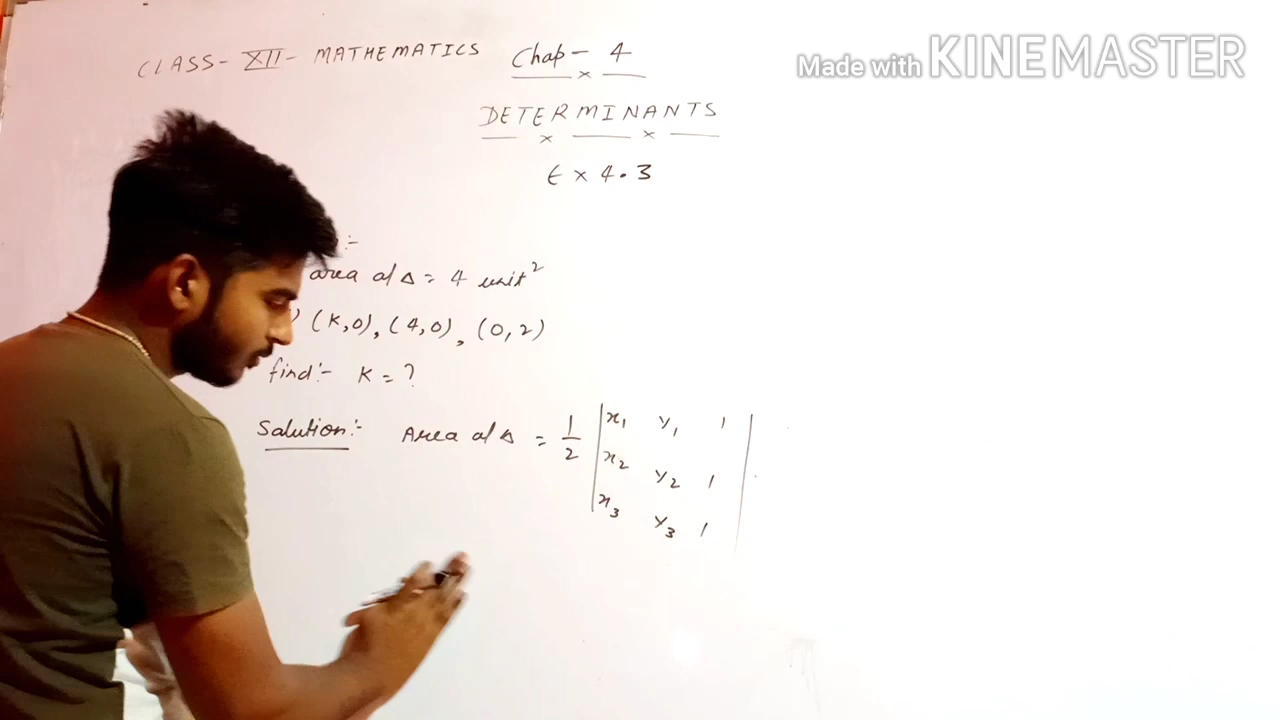 CLASS - XII - MATHEMATICS Chap - 4
Made with KINEMASTER
DETERMINANTS
Ex 4.3
:-
area of Δ = 4 unit²
) (K,0), (4,0), (0,2)
find:- K = ?
Solution:- Area of Δ = 1/2 | x₁ y₁ 1 |
x₂ y₂ 1
x₃ y₃ 1